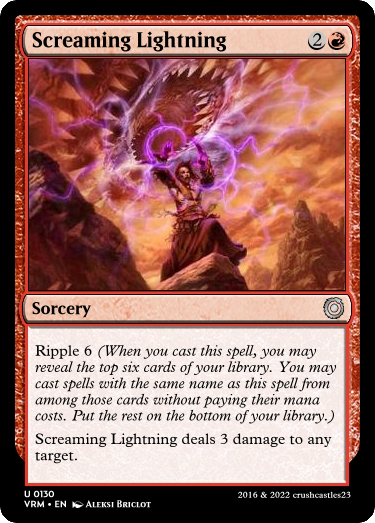 Screaming Lightning 2
Sorcery
Ripple 6 (When you cast this spell, you may
reveal the top six cards of your library. You may
cast spells with the same name as this spell from
among those cards without paying their mana
costs. Put the rest on the bottom of your library.)
Screaming Lightning deals 3 damage to any
target.
U 0130
VRM • EN Aleksi Briclot
2016 & 2022 crushcastles23